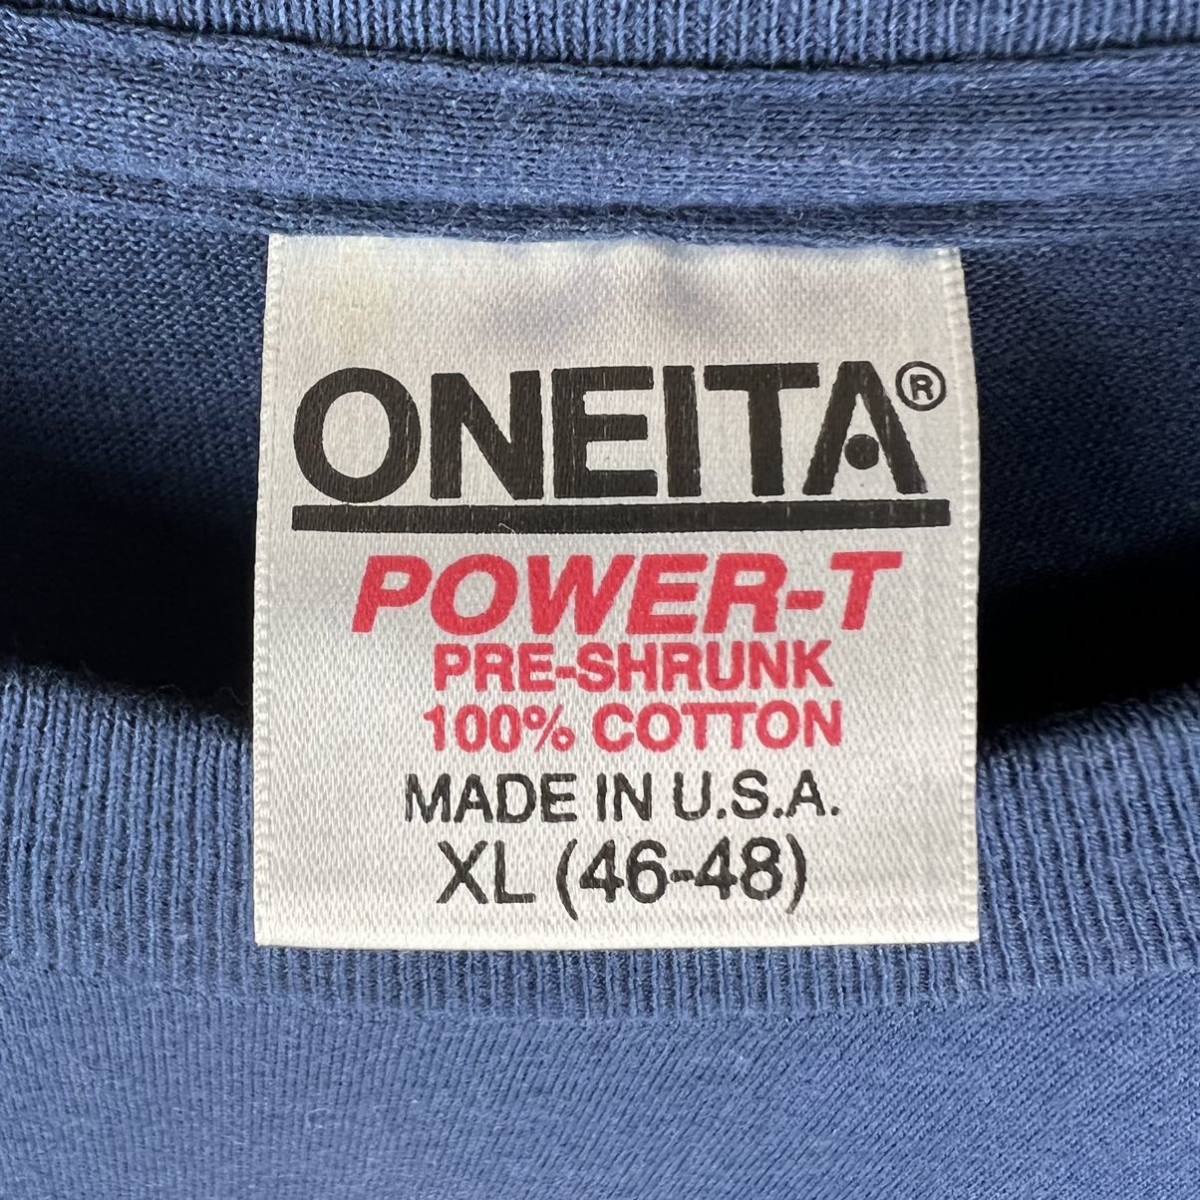 ONEITA®
POWER-T
PRE-SHRUNK
100% COTTON
MADE IN U.S.A.
XL (46-48)